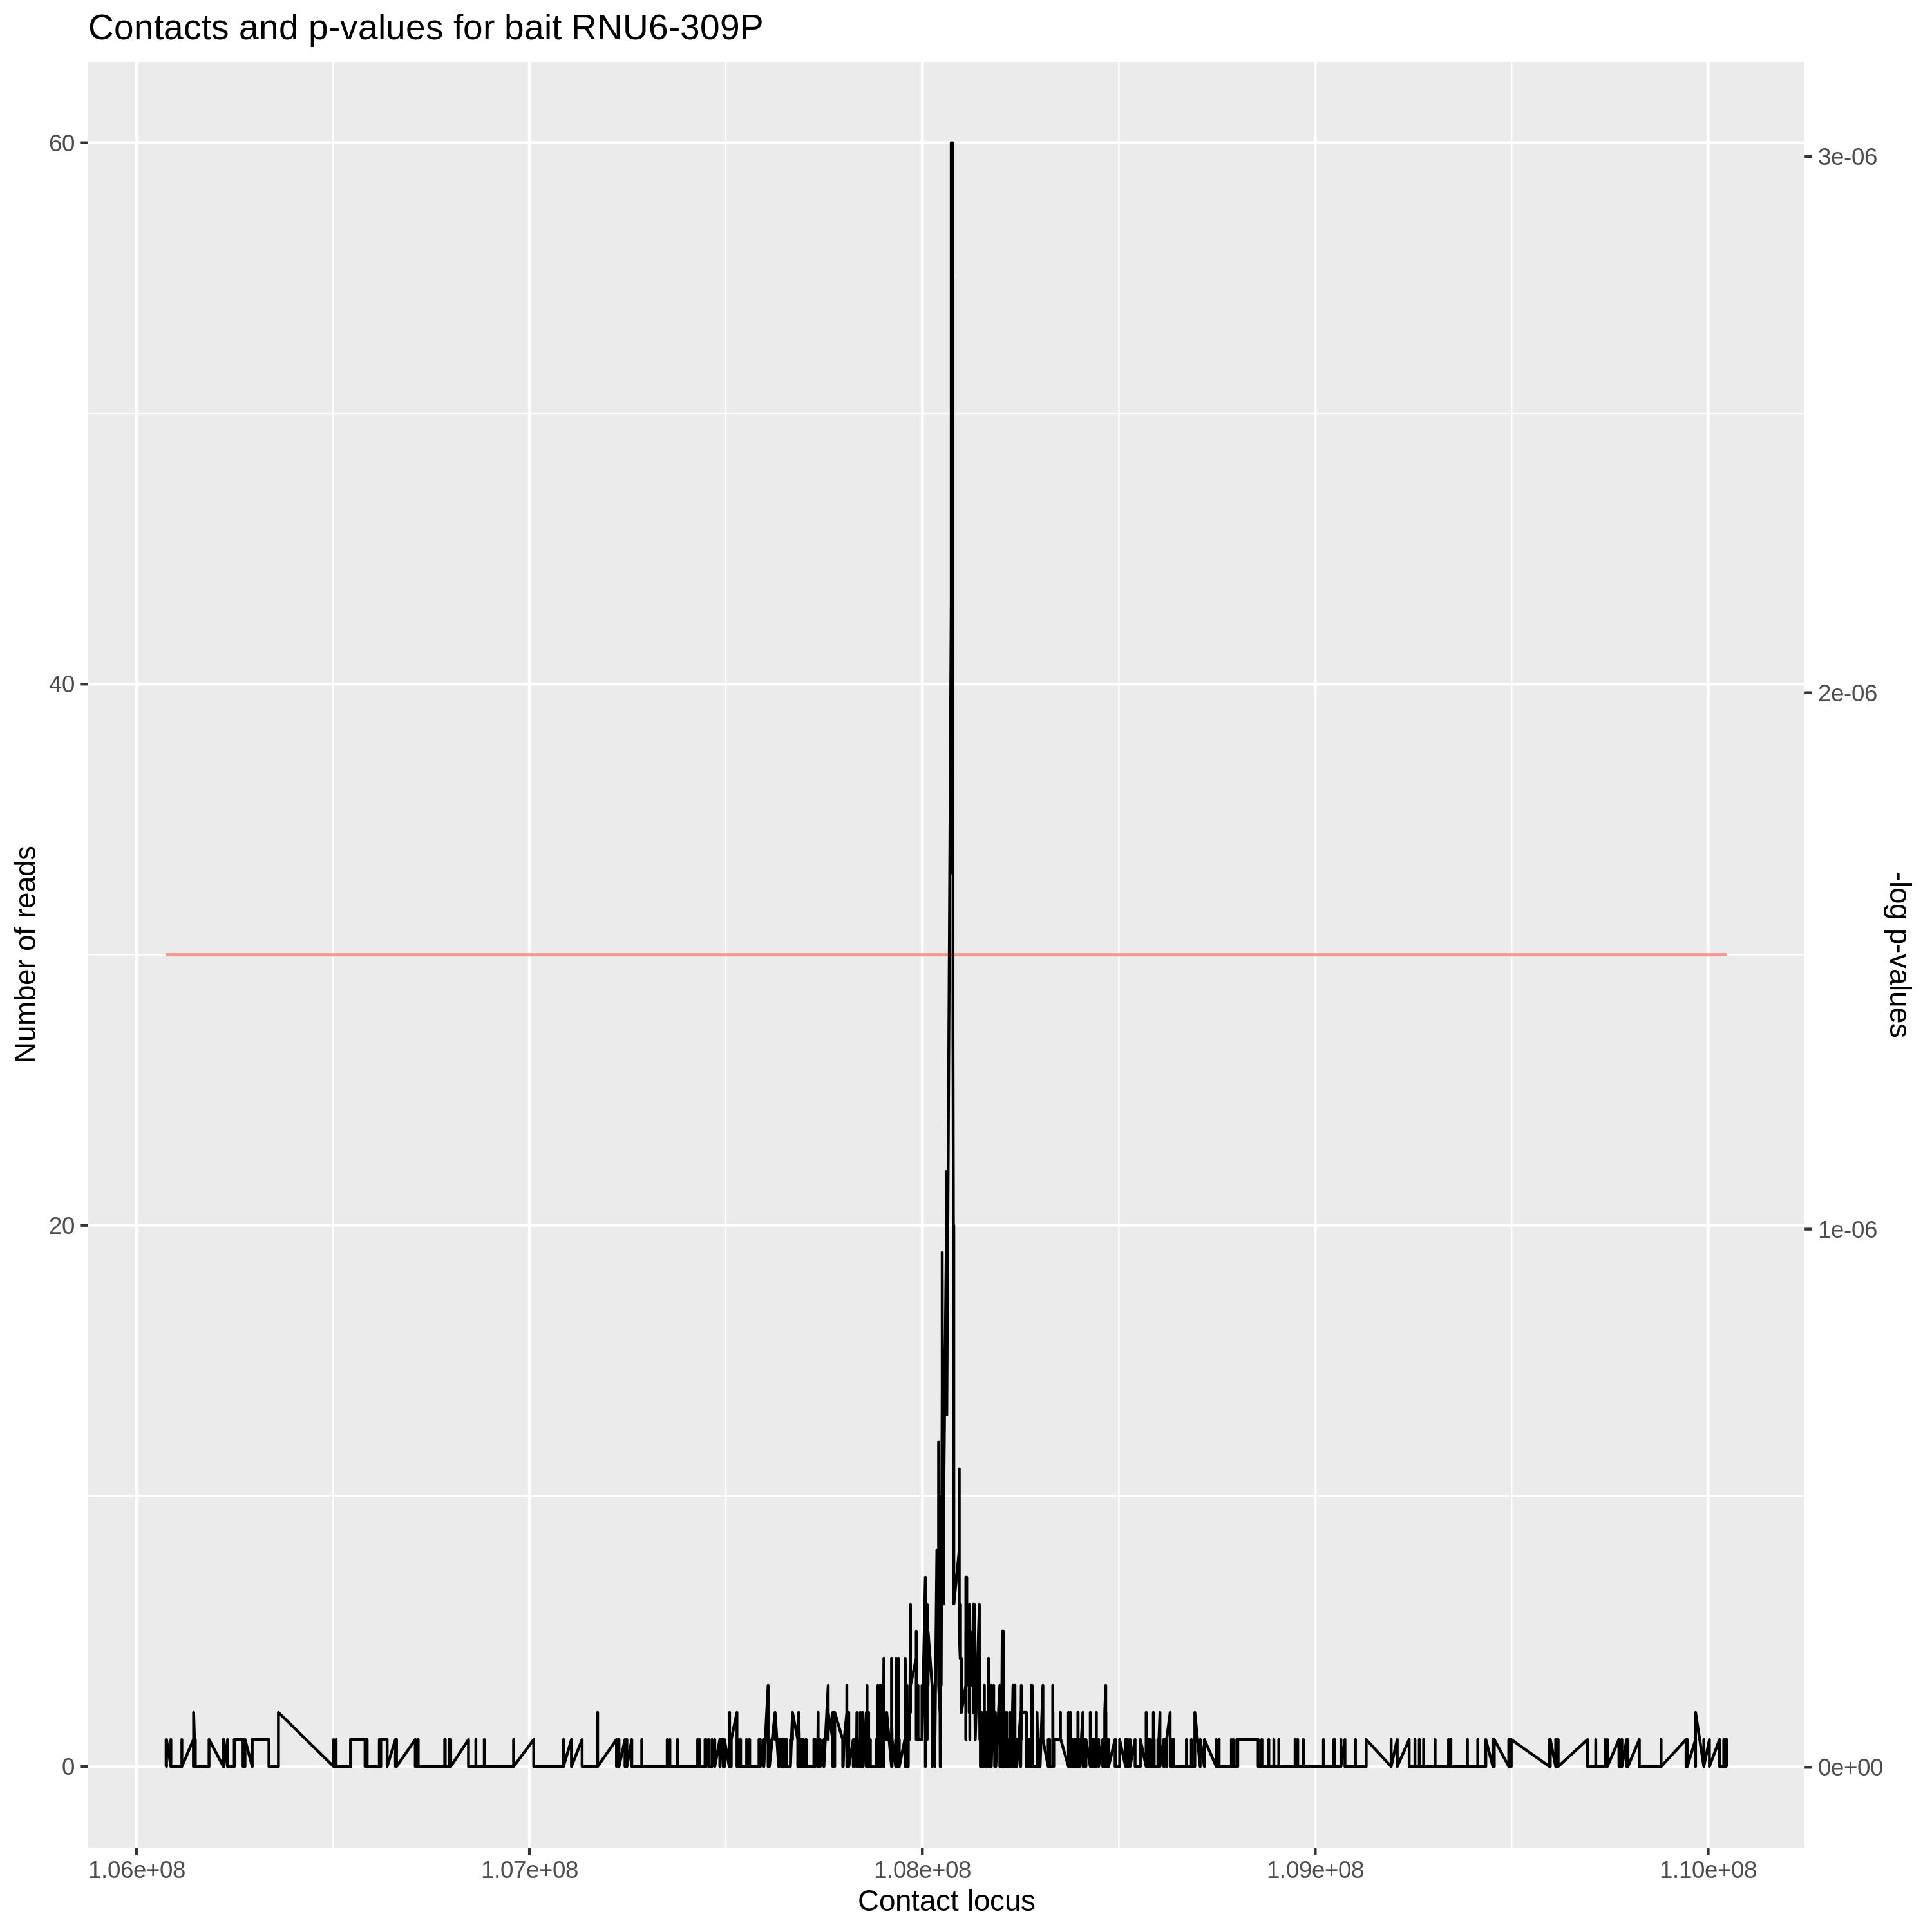 Contacts and p-values for bait RNU6-309P
60
40
20
0
Number of reads
3e-06
2e-06
1e-06
0e+00
-log p-values
1.06e+08
1.07e+08
1.08e+08
1.09e+08
1.10e+08
Contact locus